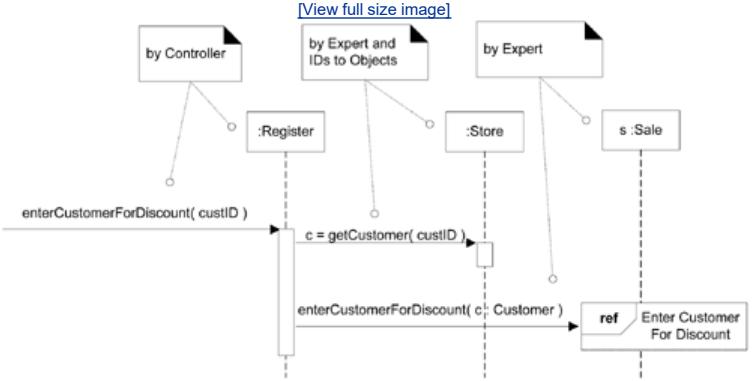 [View full size image]
by Controller
by Expert and
IDs to Objects
by Expert
:Register
:Store
s :Sale
enterCustomerForDiscount( custID )
c = getCustomer( custID )
enterCustomerForDiscount( c : Customer )
ref
Enter Customer
For Discount